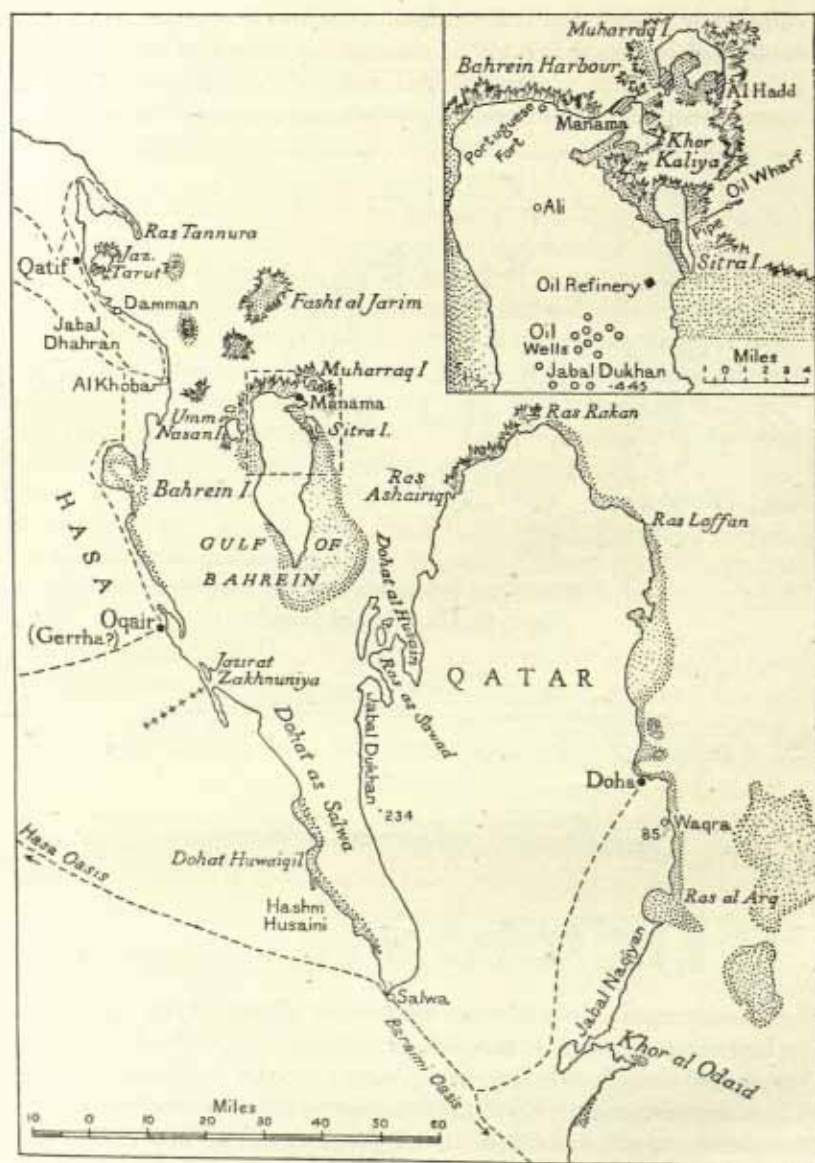 Muharraq I.
Bahrein Harbour
Al Hadd
Manama
Portuguese
Fort
Khor
Kaliya
Oil Wharf
Ali
Pipe
Sitra I.
Oil Refinery
Oil
Wells
Jabal Dukhan
·445
Miles
1 0 1 2 3 4
Ras Tannura
Jaz.
Tarut
Qatif
Damman
Fasht al Jarim
Jabal
Dhahran
Al Khobar
Muharraq I
Manama
Umm
Nasan I.
Sitra I.
Ras Rakan
Bahrein I.
Ras
Ashairiq
Ras Laffan
HASA
GULF OF
BAHREIN
Dohat al Husain
Oqair
(Gerrha?)
QATAR
Jazirat
Zakhnuniya
Ras as Sawad
Dohat as Salwa
Jabal Dukhan
Doha
·234
85
Waqra
Hasa Oasis
Dohat Huwaiqil
Ras al Arq
Hashm
Husaini
Jabal Naqiyan
Salwa
Baraimi Oasis
Khor al Odaid
Miles
10 0 10 20 30 40 50 60